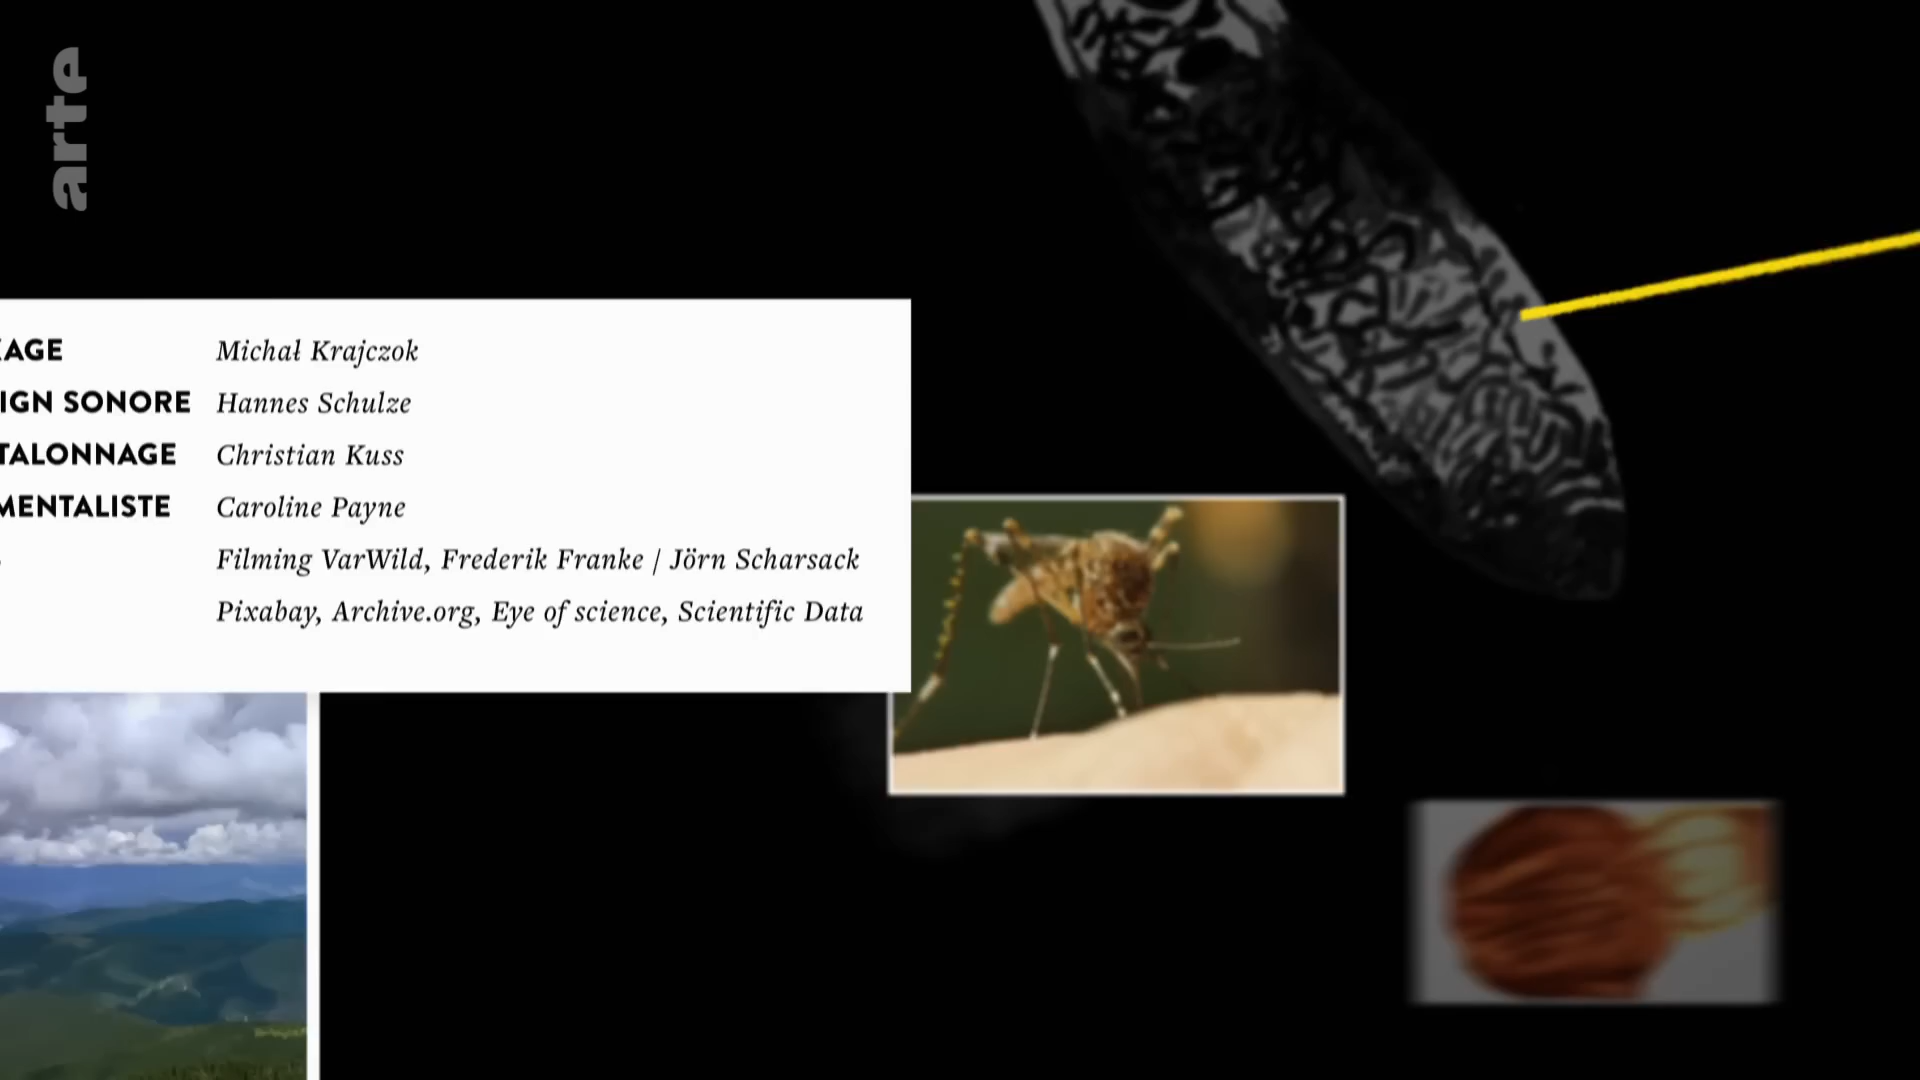 arte
AGE Michał Krajczok
IGN SONORE Hannes Schulze
TALONNAGE Christian Kuss
MENTALISTE Caroline Payne
Filming VarWild, Frederik Franke / Jörn Scharsack
Pixabay, Archive.org, Eye of science, Scientific Data